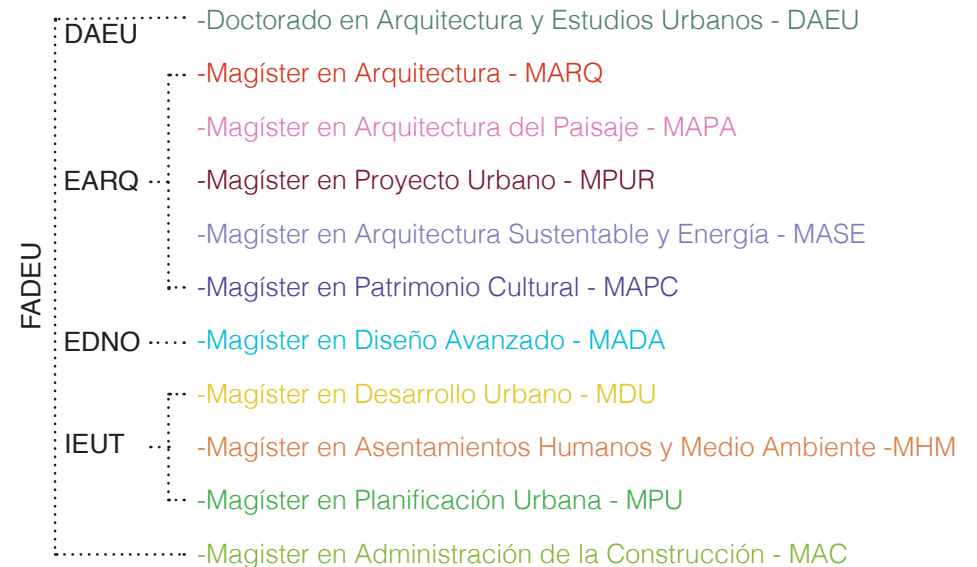 FADEU
DAEU
-Doctorado en Arquitectura y Estudios Urbanos - DAEU
EARQ
-Magíster en Arquitectura - MARQ
-Magíster en Arquitectura del Paisaje - MAPA
-Magíster en Proyecto Urbano - MPUR
-Magíster en Arquitectura Sustentable y Energía - MASE
-Magíster en Patrimonio Cultural - MAPC
EDNO
-Magíster en Diseño Avanzado - MADA
IEUT
-Magíster en Desarrollo Urbano - MDU
-Magíster en Asentamientos Humanos y Medio Ambiente -MHM
-Magíster en Planificación Urbana - MPU
-Magister en Administración de la Construcción - MAC